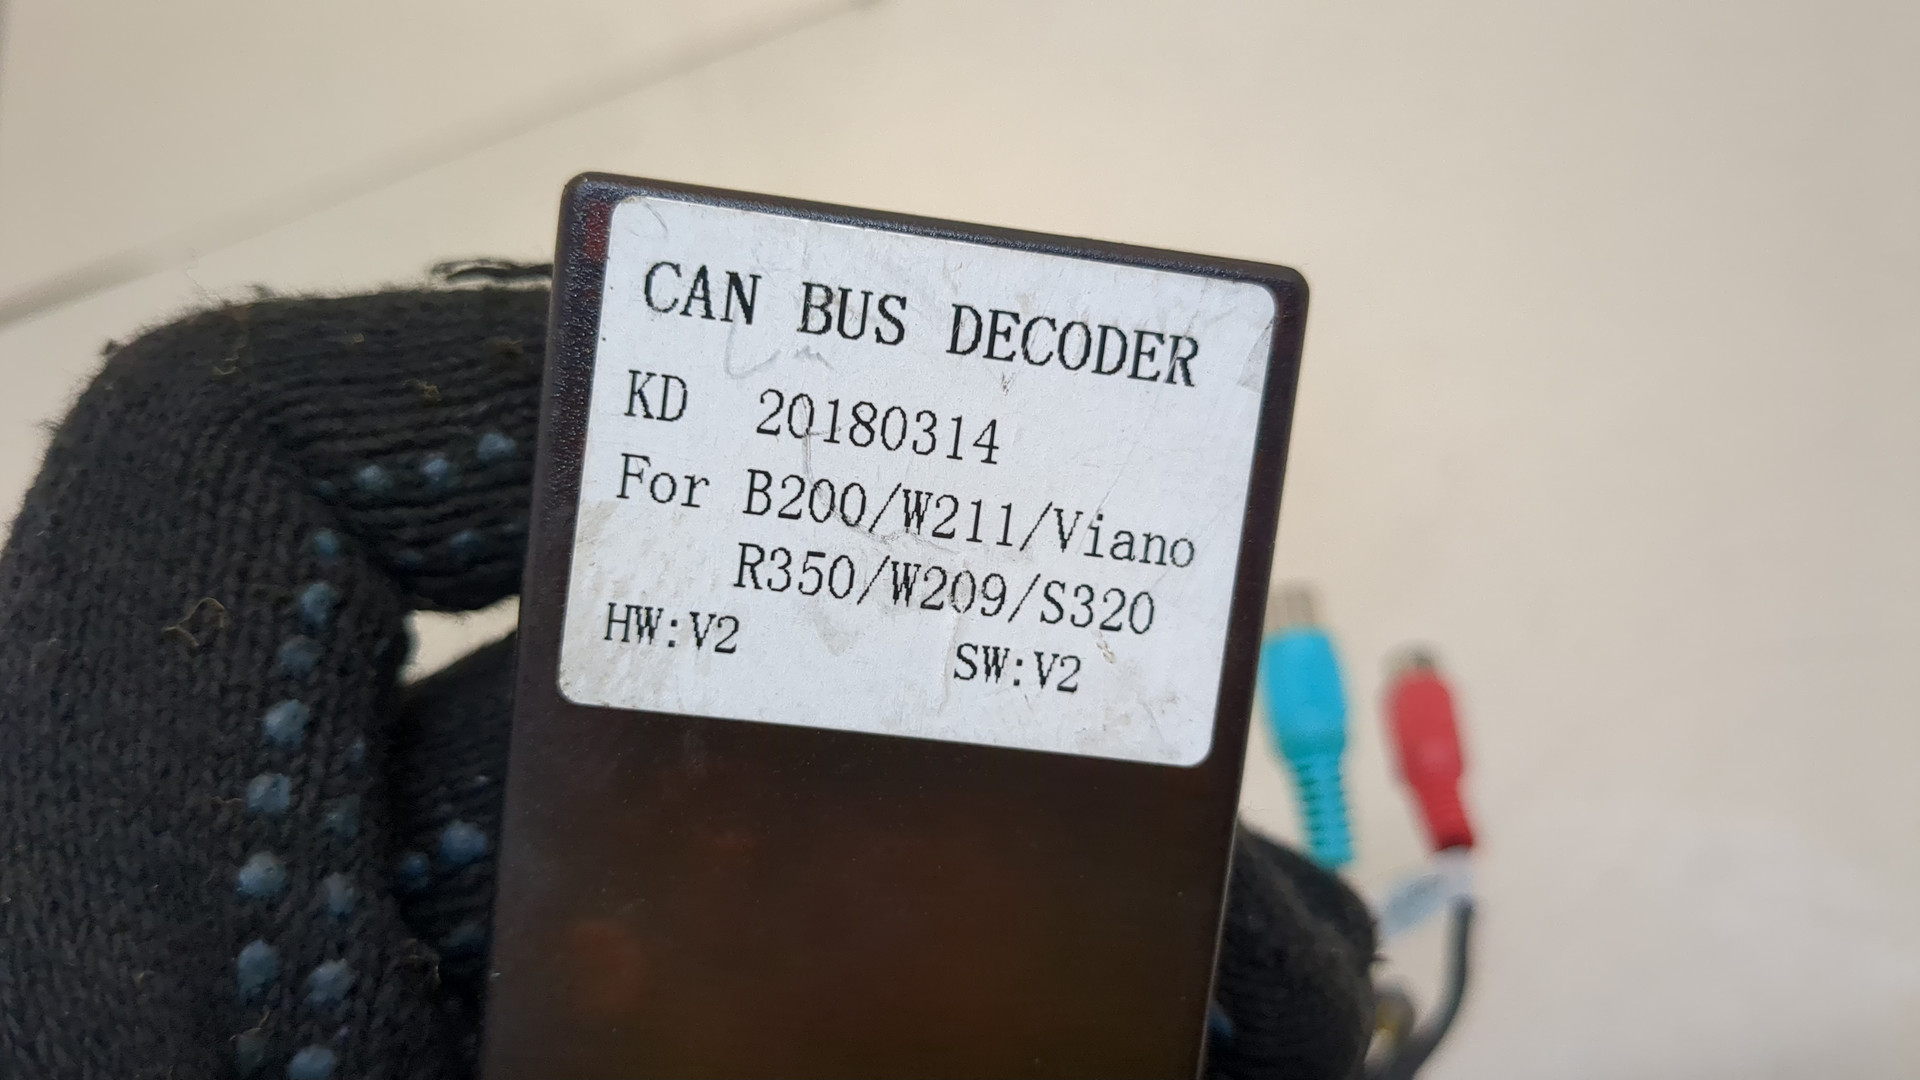 CAN BUS DECODER
KD 20180314
For B200/W211/Viano
R350/W209/S320
HW:V2 SW:V2